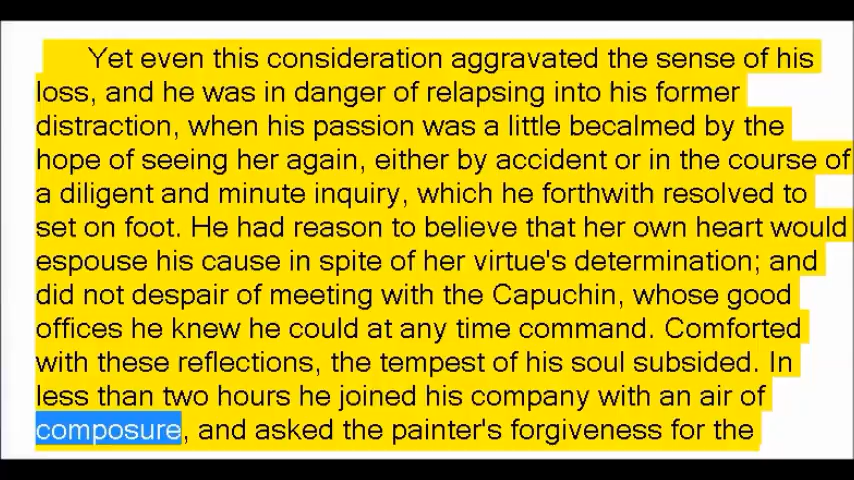 Yet even this consideration aggravated the sense of his
loss, and he was in danger of relapsing into his former
distraction, when his passion was a little becalmed by the
hope of seeing her again, either by accident or in the course of
a diligent and minute inquiry, which he forthwith resolved to
set on foot. He had reason to believe that her own heart would
espouse his cause in spite of her virtue's determination; and
did not despair of meeting with the Capuchin, whose good
offices he knew he could at any time command. Comforted
with these reflections, the tempest of his soul subsided. In
less than two hours he joined his company with an air of
composure, and asked the painter's forgiveness for the